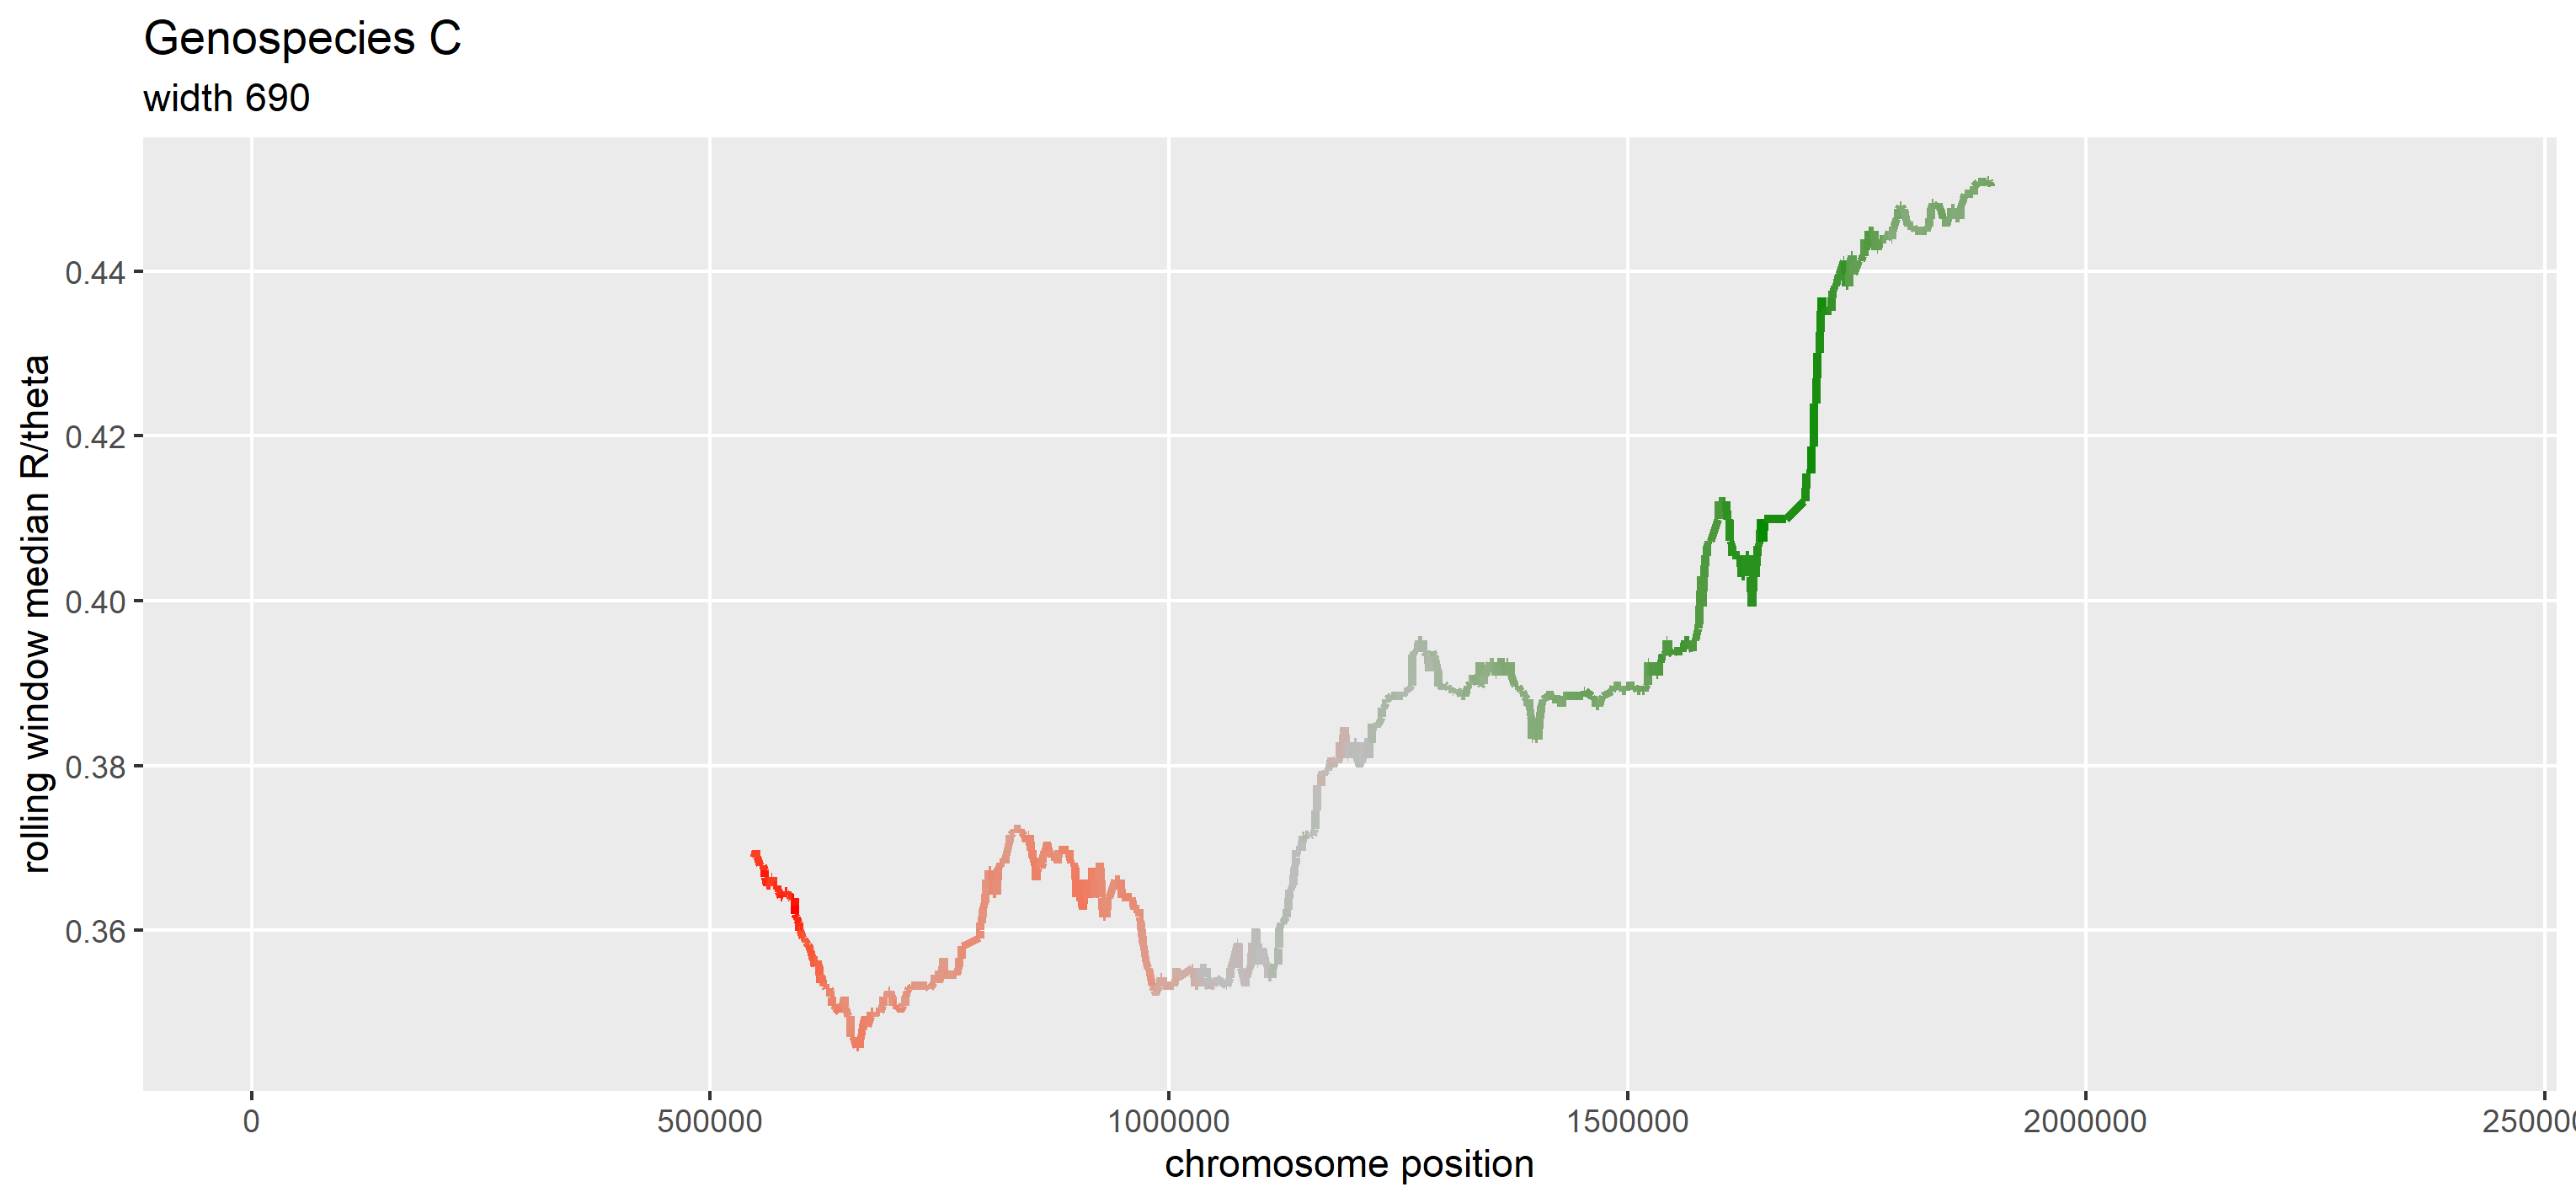 Genospecies C
width 690
rolling window median R/theta
0.44
0.42
0.40
0.38
0.36
0 500000 1000000 1500000 2000000 250000
chromosome position